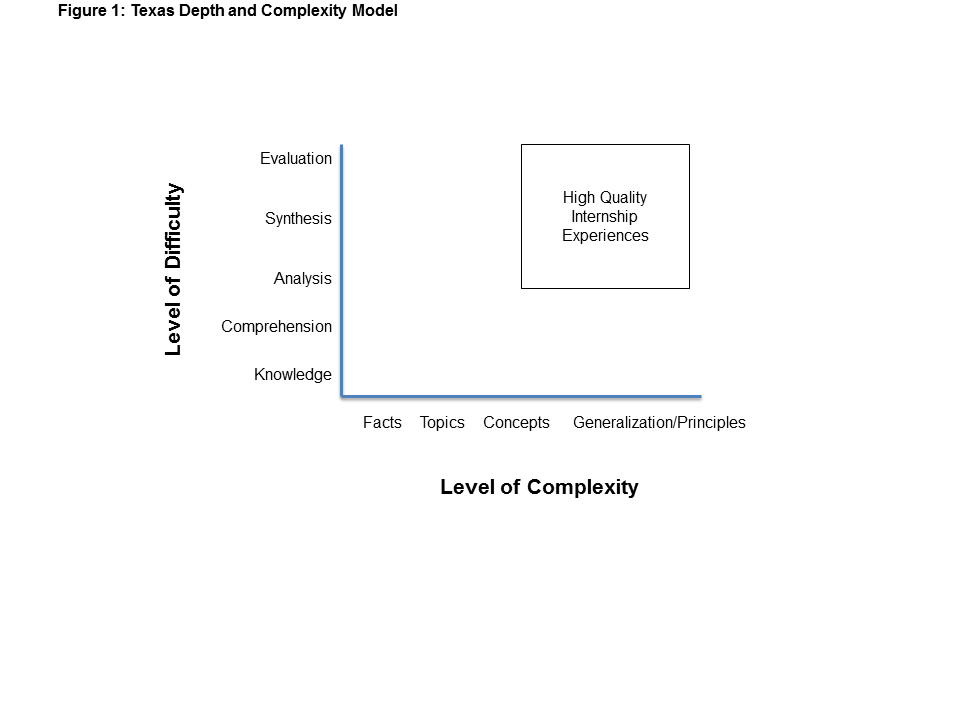 Figure 1: Texas Depth and Complexity Model
Level of Difficulty
Evaluation
Synthesis
Analysis
Comprehension
Knowledge
High Quality
Internship
Experiences
Facts Topics Concepts Generalization/Principles
Level of Complexity